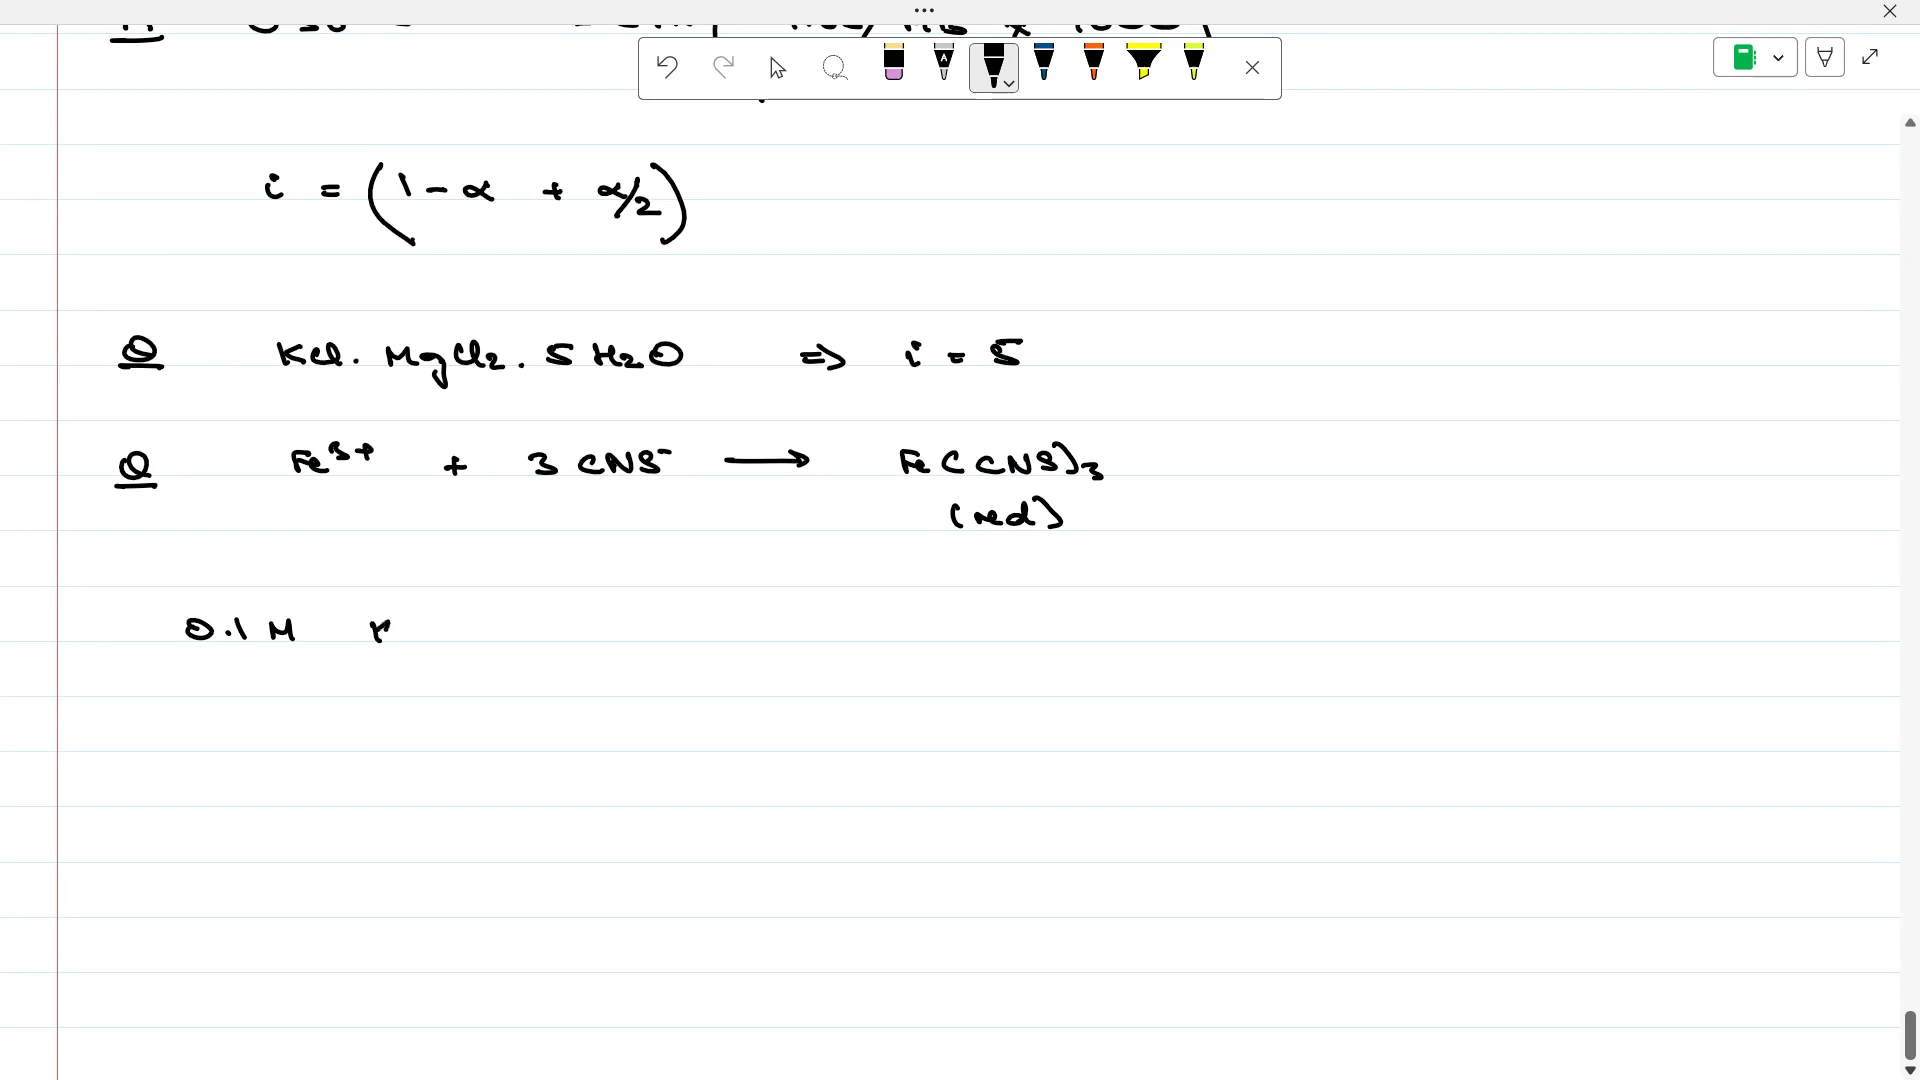 i = (1 - α + α/2)
Q KCl. MgCl2. 5 H2O => i = 5
Q Fe3+ + 3 CNS- → Fe(CNS)3
(red)
0.1 M